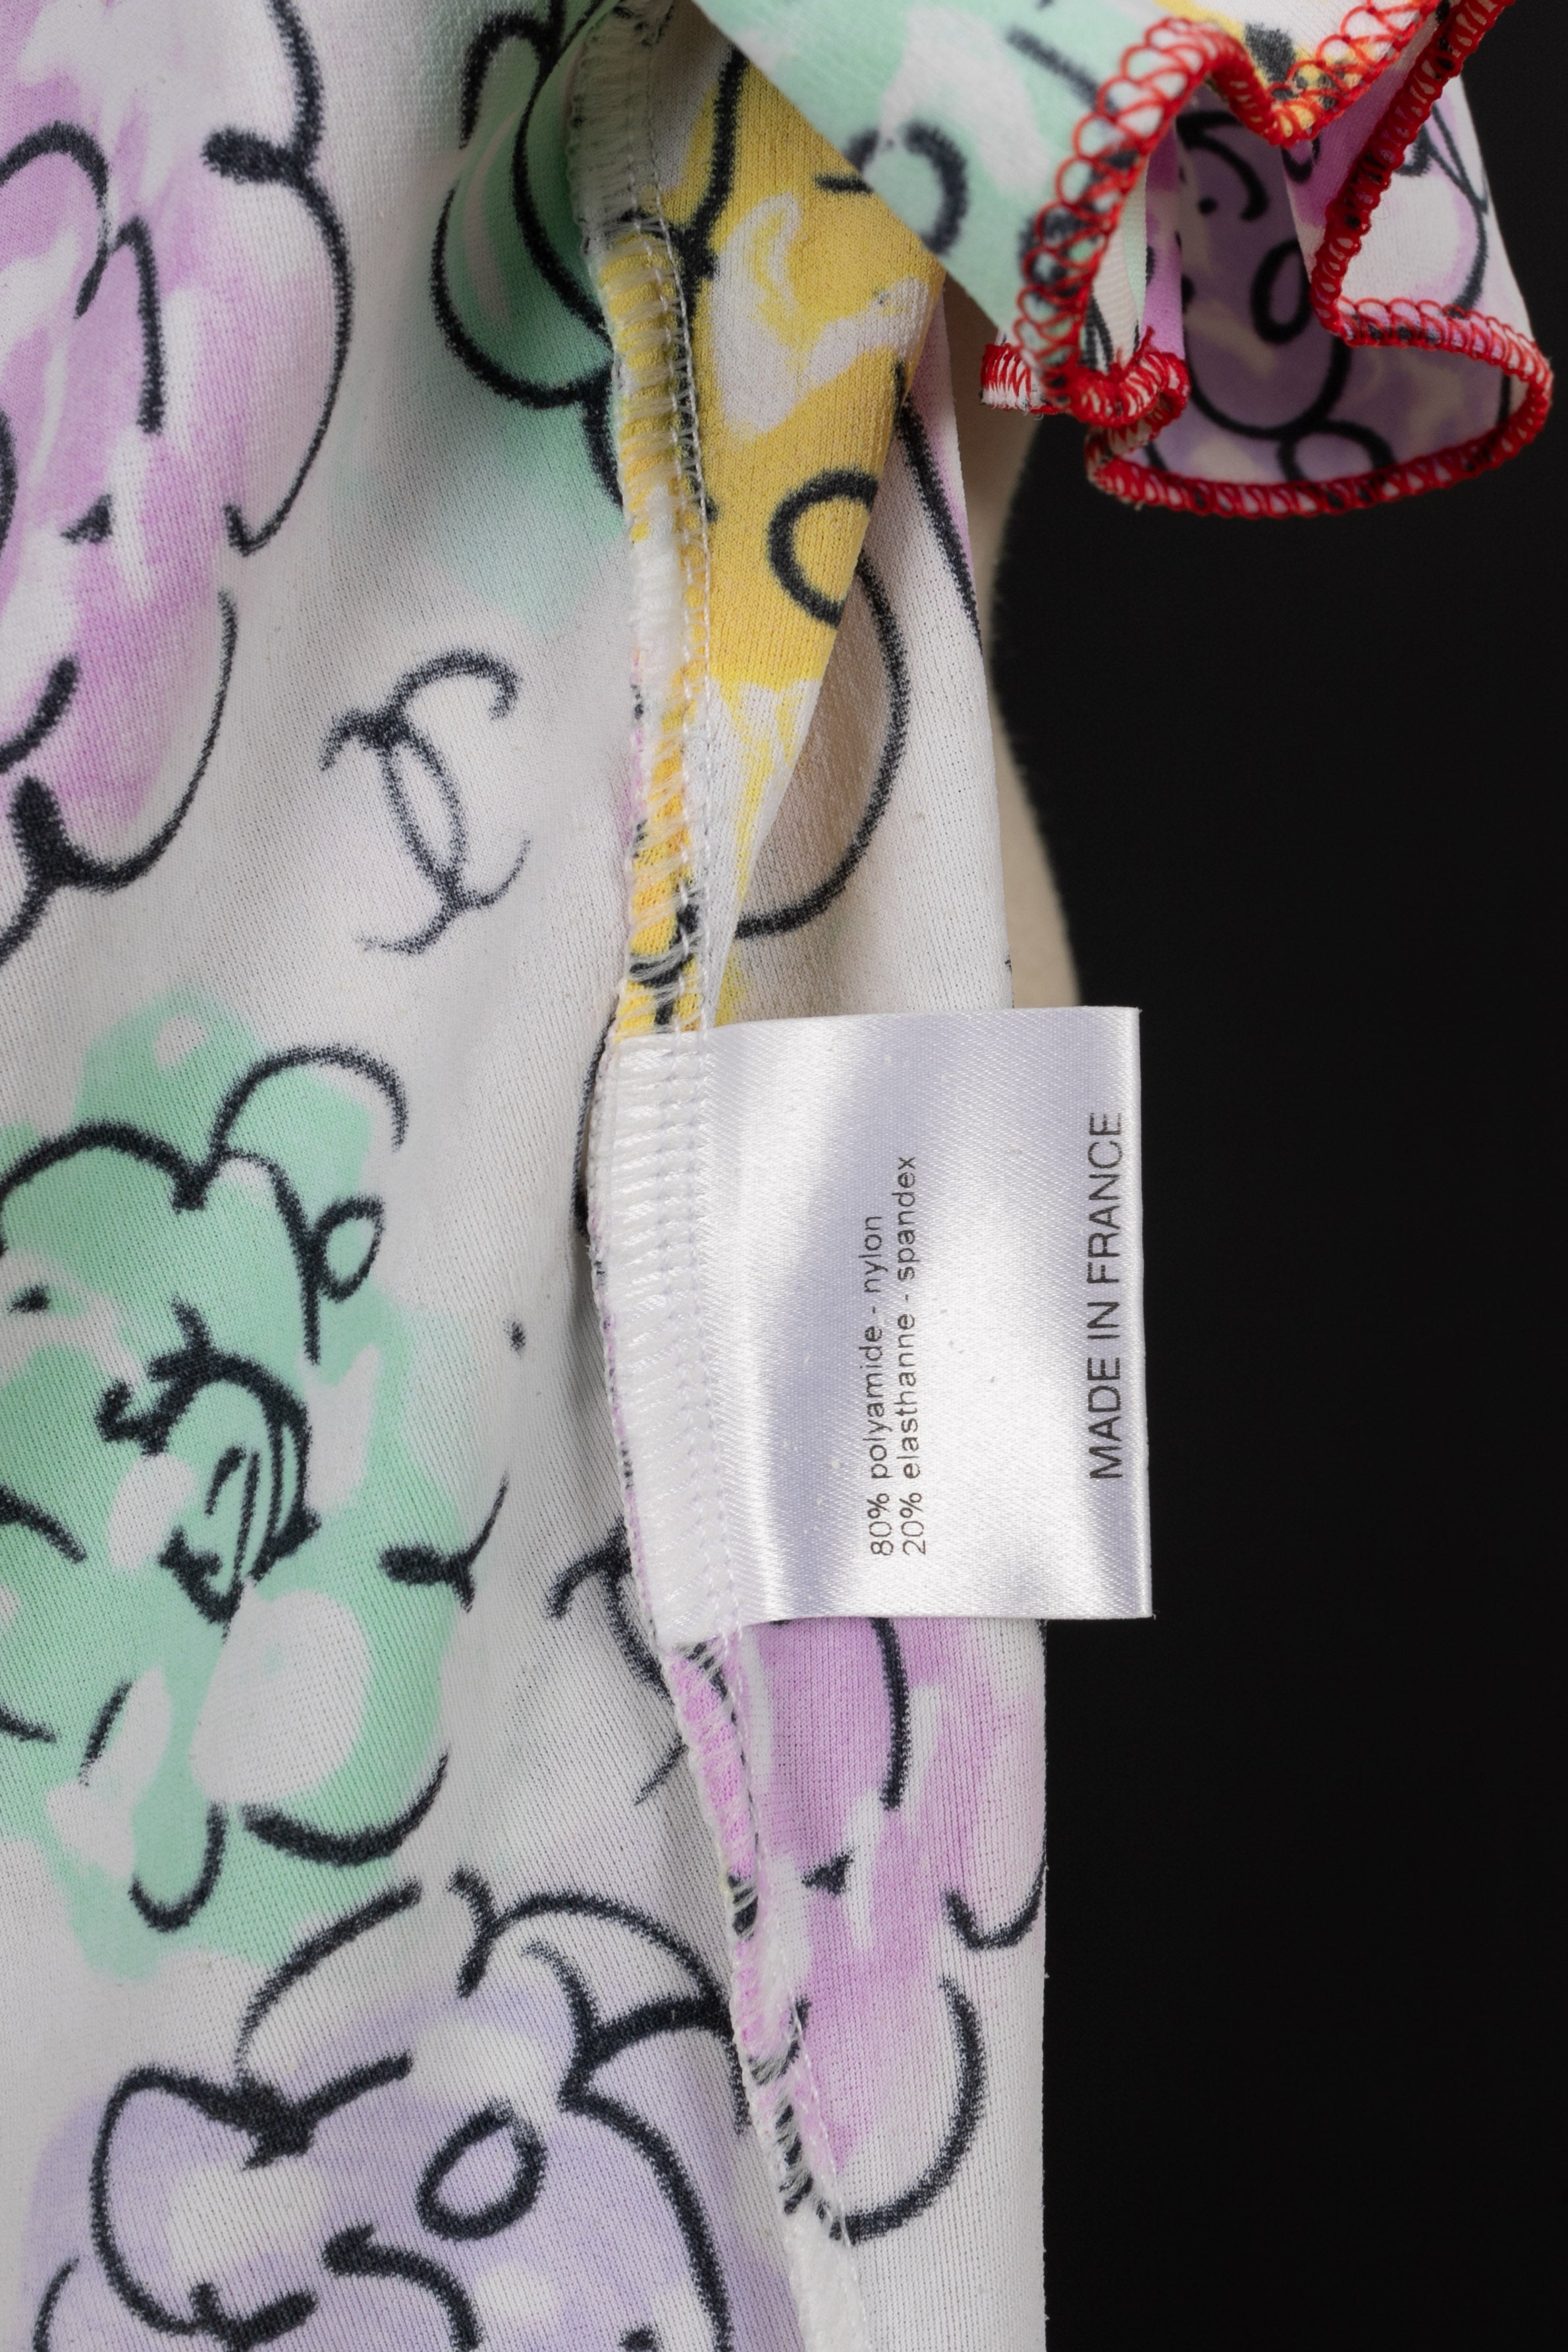 80% polyamide - nylon
20% elasthanne - spandex
MADE IN FRANCE